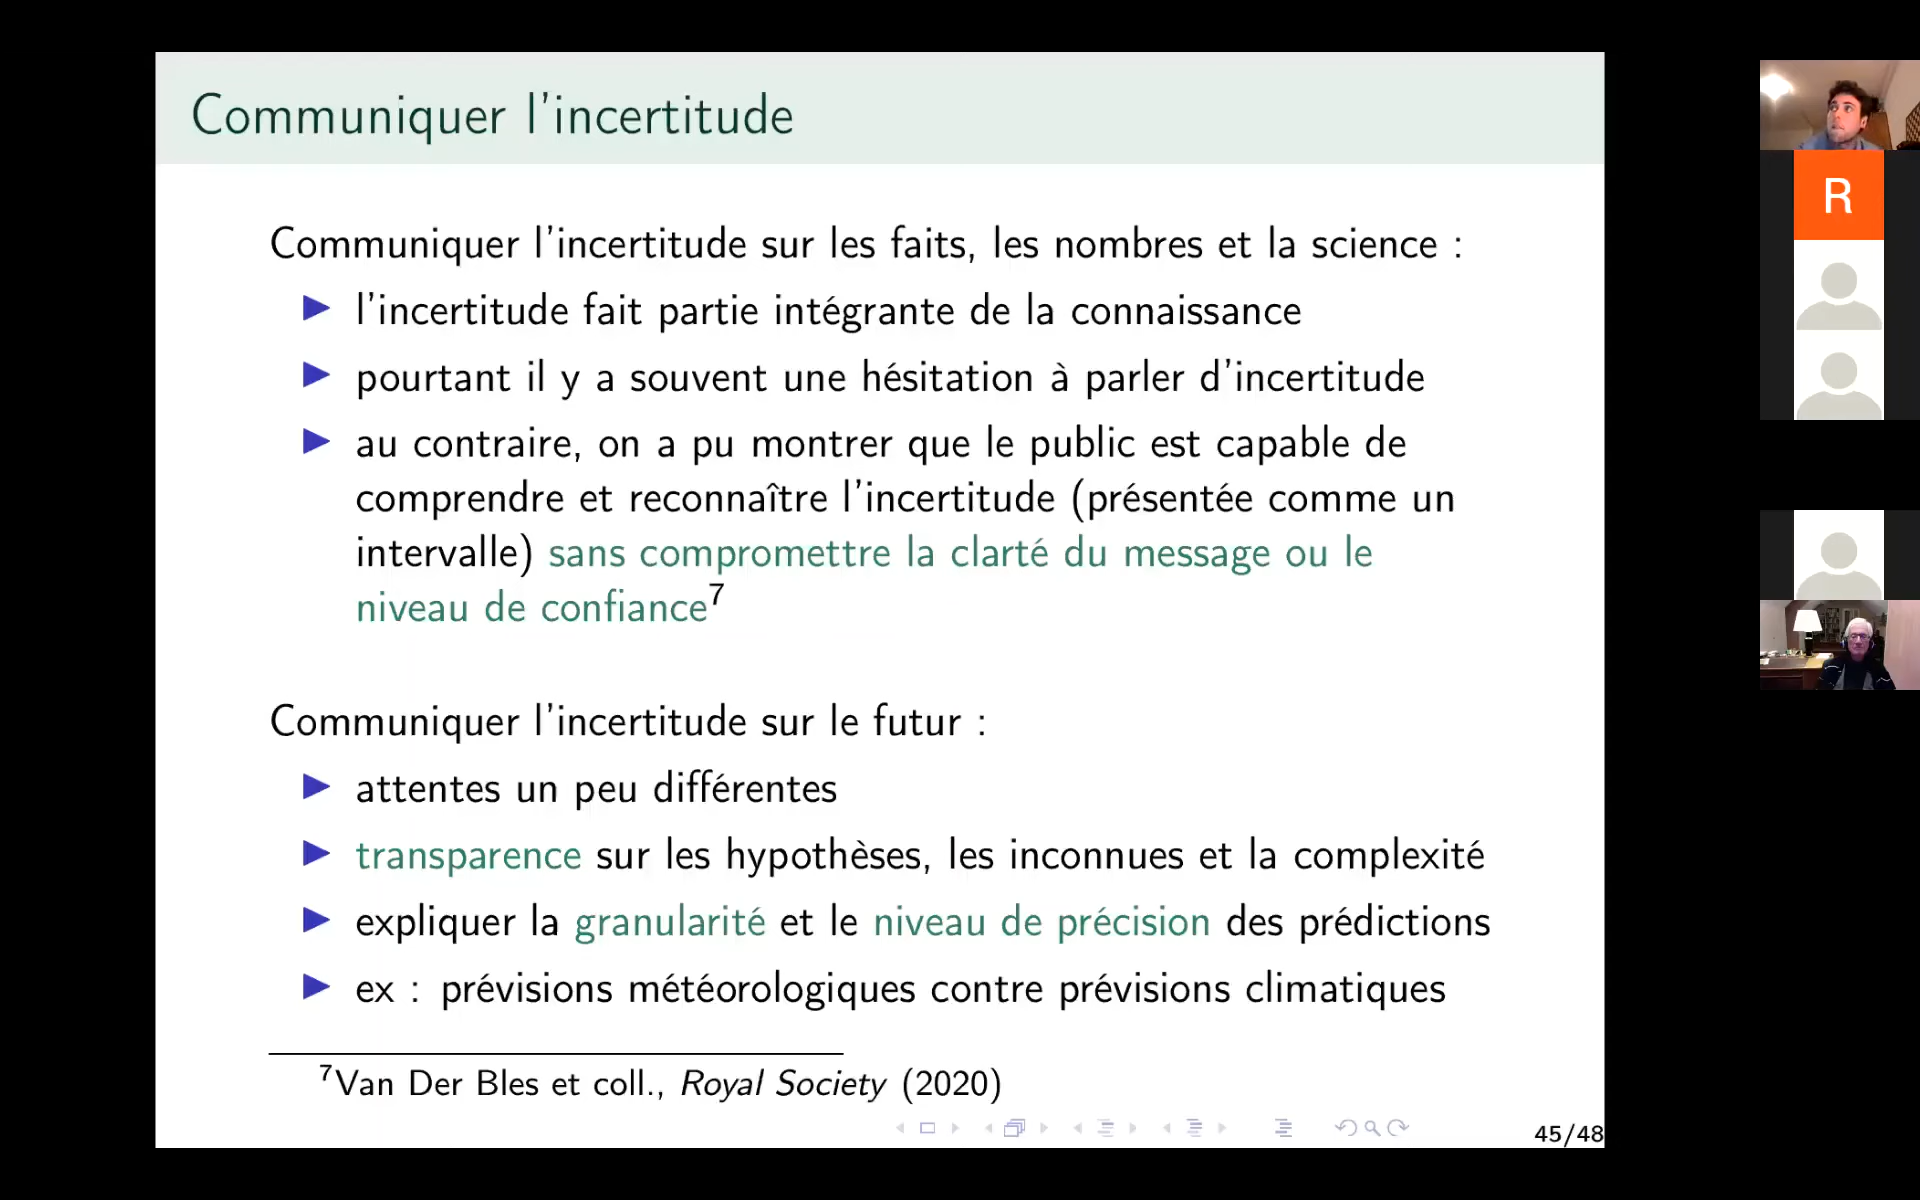 Communiquer l'incertitude
R
Communiquer l'incertitude sur les faits, les nombres et la science :
l'incertitude fait partie intégrante de la connaissance
pourtant il y a souvent une hésitation à parler d'incertitude
au contraire, on a pu montrer que le public est capable de
comprendre et reconnaître l'incertitude (présentée comme un
intervalle) sans compromettre la clarté du message ou le
niveau de confiance⁷
Communiquer l'incertitude sur le futur :
attentes un peu différentes
transparence sur les hypothèses, les inconnues et la complexité
expliquer la granularité et le niveau de précision des prédictions
ex : prévisions météorologiques contre prévisions climatiques
⁷Van Der Bles et coll., Royal Society (2020)
45/48